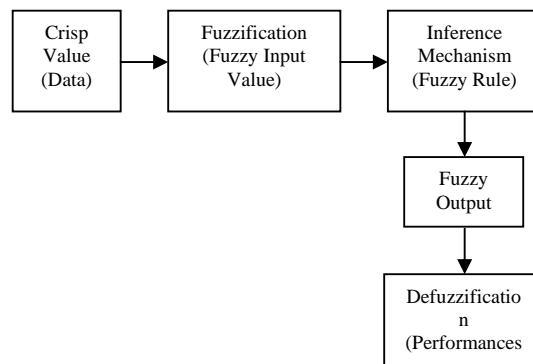 Crisp
Value
(Data)
Fuzzification
(Fuzzy Input
Value)
Inference
Mechanism
(Fuzzy Rule)
Fuzzy
Output
Defuzzificatio
n
(Performances